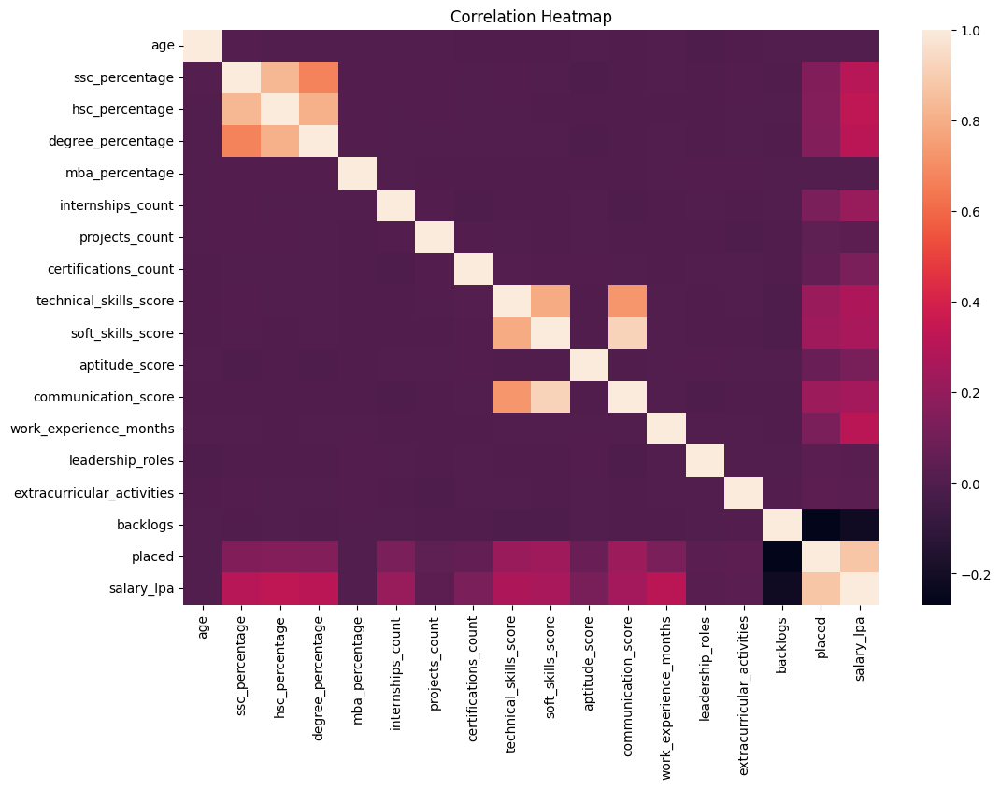 Correlation Heatmap
age
ssc_percentage
hsc_percentage
degree_percentage
mba_percentage
internships_count
projects_count
certifications_count
technical_skills_score
soft_skills_score
aptitude_score
communication_score
work_experience_months
leadership_roles
extracurricular_activities
backlogs
placed
salary_lpa
age
ssc_percentage
hsc_percentage
degree_percentage
mba_percentage
internships_count
projects_count
certifications_count
technical_skills_score
soft_skills_score
aptitude_score
communication_score
work_experience_months
leadership_roles
extracurricular_activities
backlogs
placed
salary_lpa
1.0
0.8
0.6
0.4
0.2
0.0
−0.2